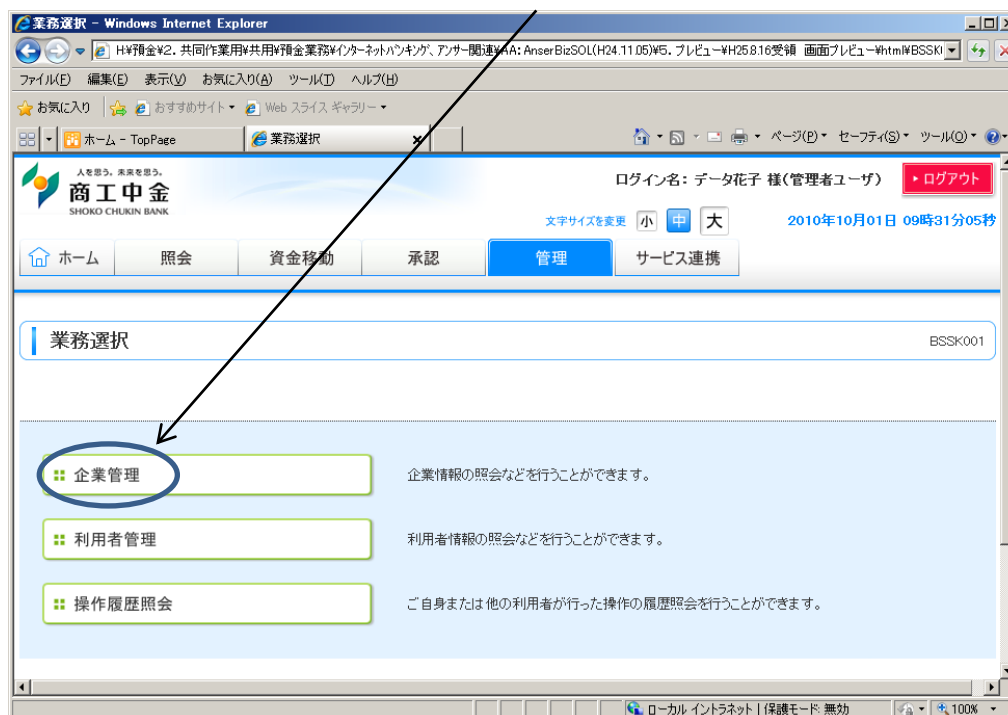 業務選択 - Windows Internet Explorer
H:¥預金¥2. 共同作業用¥共用¥預金業務¥インターネットバンキング、アンサー関連¥AA: AnserBizSOL(H24.11.05)¥5. プレビュー¥H25.8.16受領 画面プレビュー¥html¥BSSK
ファイル(F) 編集(E) 表示(V) お気に入り(A) ツール(T) ヘルプ(H)
お気に入り おすすめサイト Web スライス ギャラリー
ホーム - TopPage 業務選択 ページ(P) セーフティ(S) ツール(O)
人を思う。未来を思う。
商工中金
SHOKO CHUKIN BANK
ログイン名: データ花子 様(管理者ユーザ) ログアウト
文字サイズを変更 小 中 大 2010年10月01日 09時31分05秒
ホーム 照会 資金移動 承認 管理 サービス連携
業務選択 BSSK001
企業管理 企業情報の照会などを行うことができます。
利用者管理 利用者情報の照会などを行うことができます。
操作履歴照会 ご自身または他の利用者が行った操作の履歴照会を行うことができます。
ローカル イントラネット | 保護モード: 無効 100%